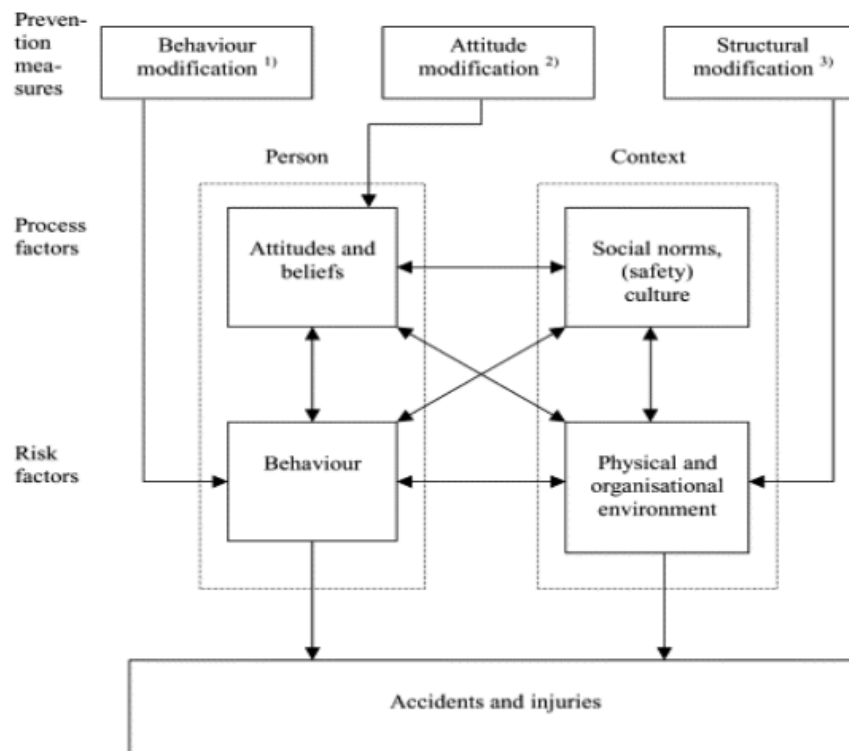 Preven-
tion
mea-
sures
Behaviour
modification 1)
Attitude
modification 2)
Structural
modification 3)
Person
Context
Process
factors
Attitudes and
beliefs
Social norms,
(safety)
culture
Risk
factors
Behaviour
Physical and
organisational
environment
Accidents and injuries